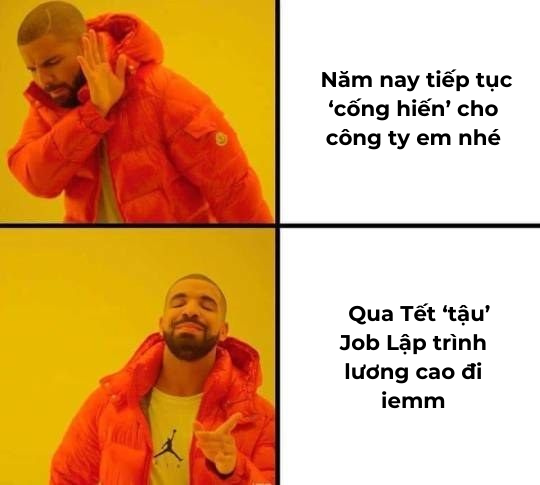 Năm nay tiếp tục
‘cống hiến’ cho
công ty em nhé
Qua Tết ‘tậu’
Job Lập trình
lương cao đi
iemm